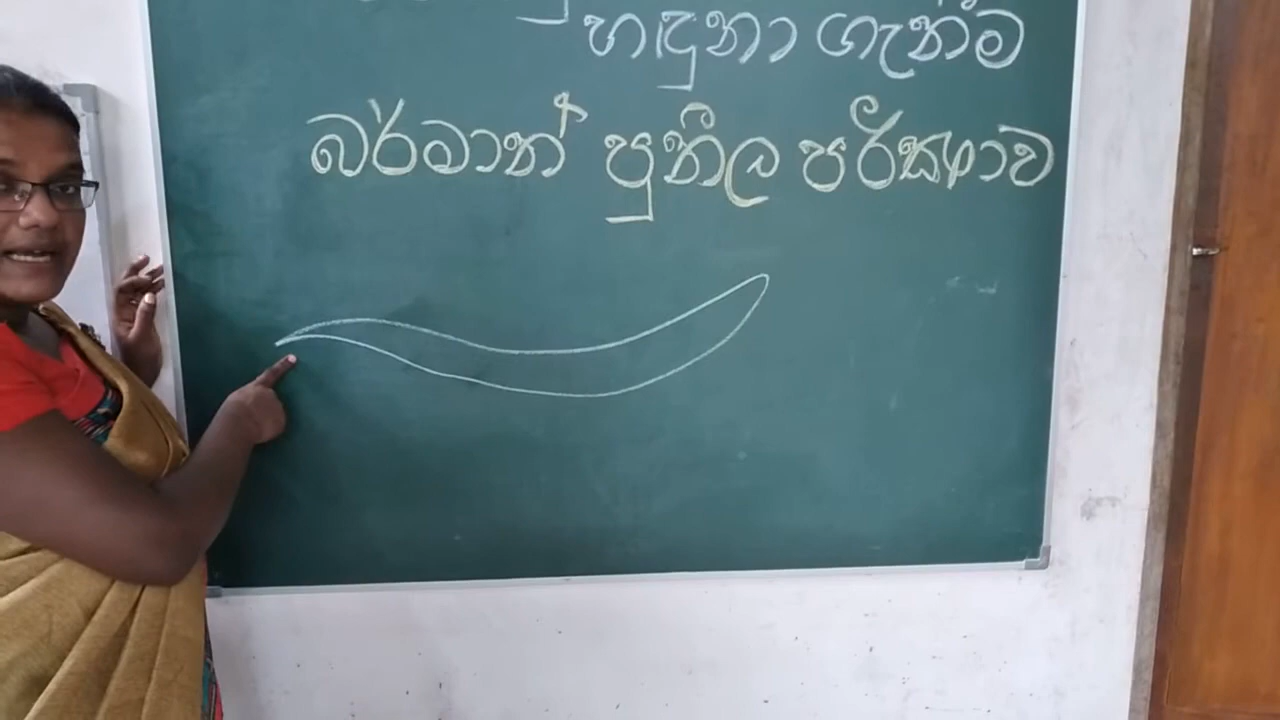 හඳුනා ගැනීම
බර්මාන් පුනීල පරීක්ෂාව